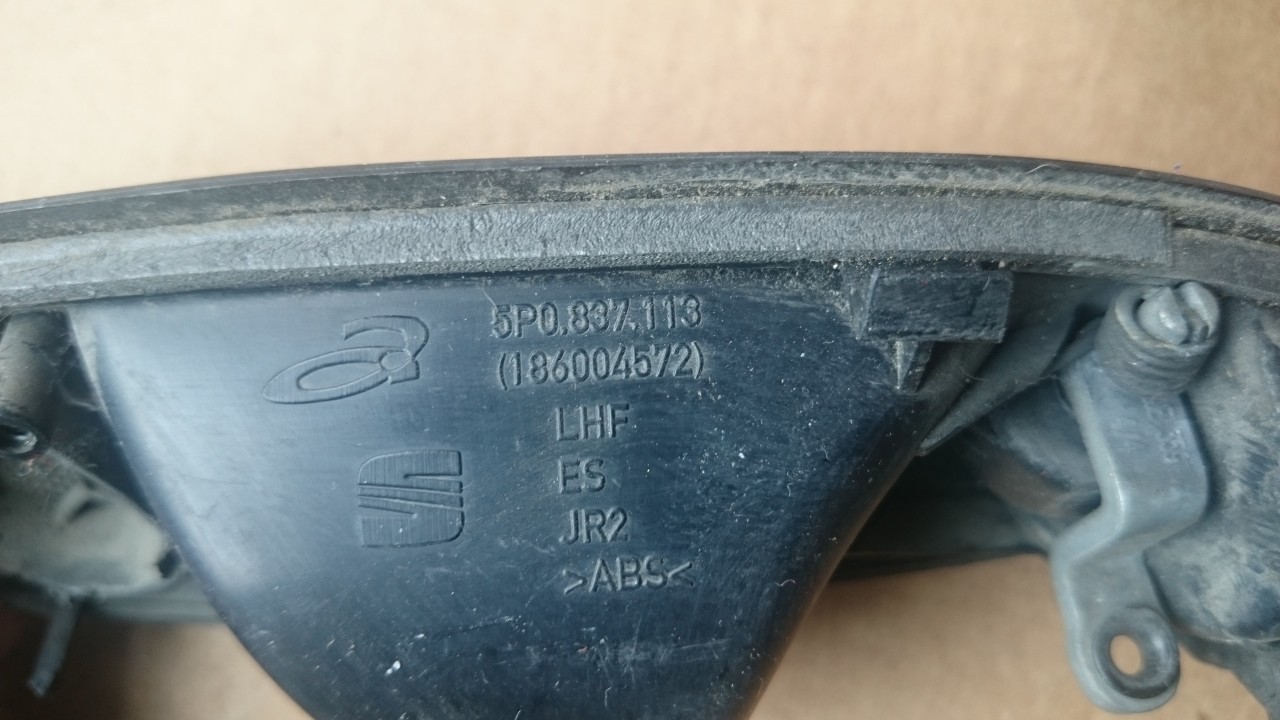 5P0.837.113
(186004572)
LHF
ES
JR2
>ABS<